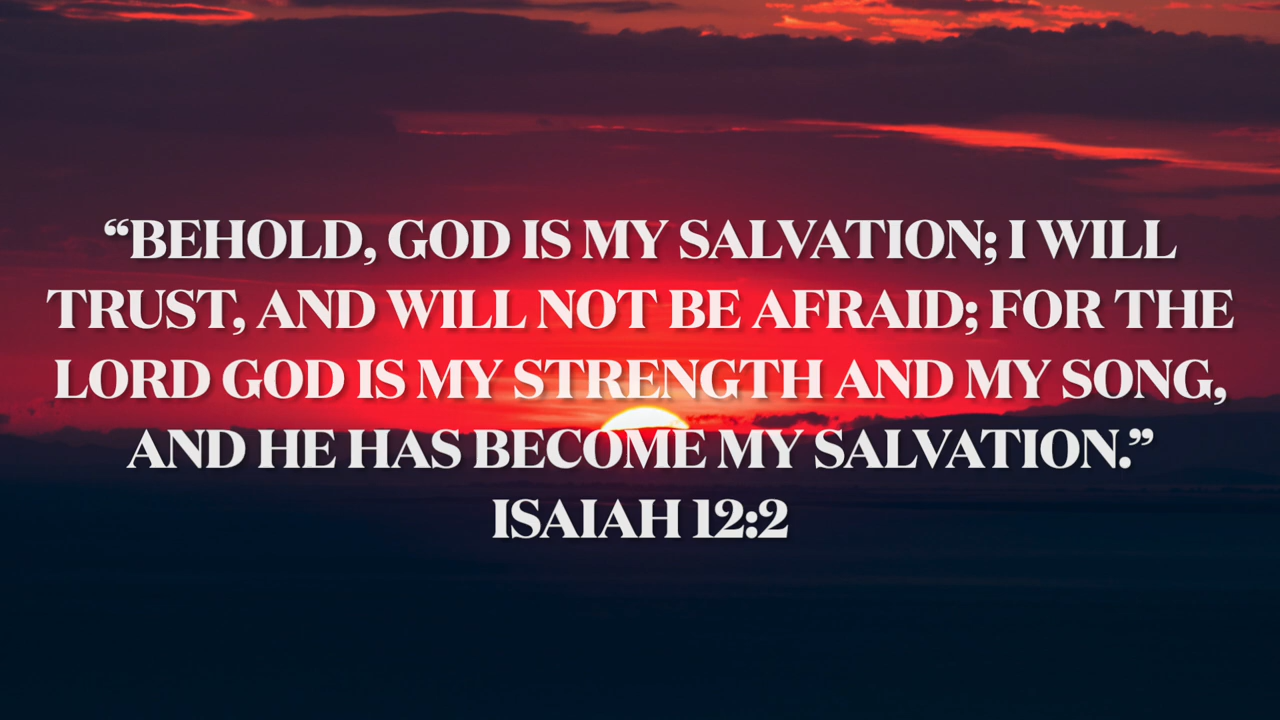 “BEHOLD, GOD IS MY SALVATION; I WILL
TRUST, AND WILL NOT BE AFRAID; FOR THE
LORD GOD IS MY STRENGTH AND MY SONG,
AND HE HAS BECOME MY SALVATION.”
ISAIAH 12:2